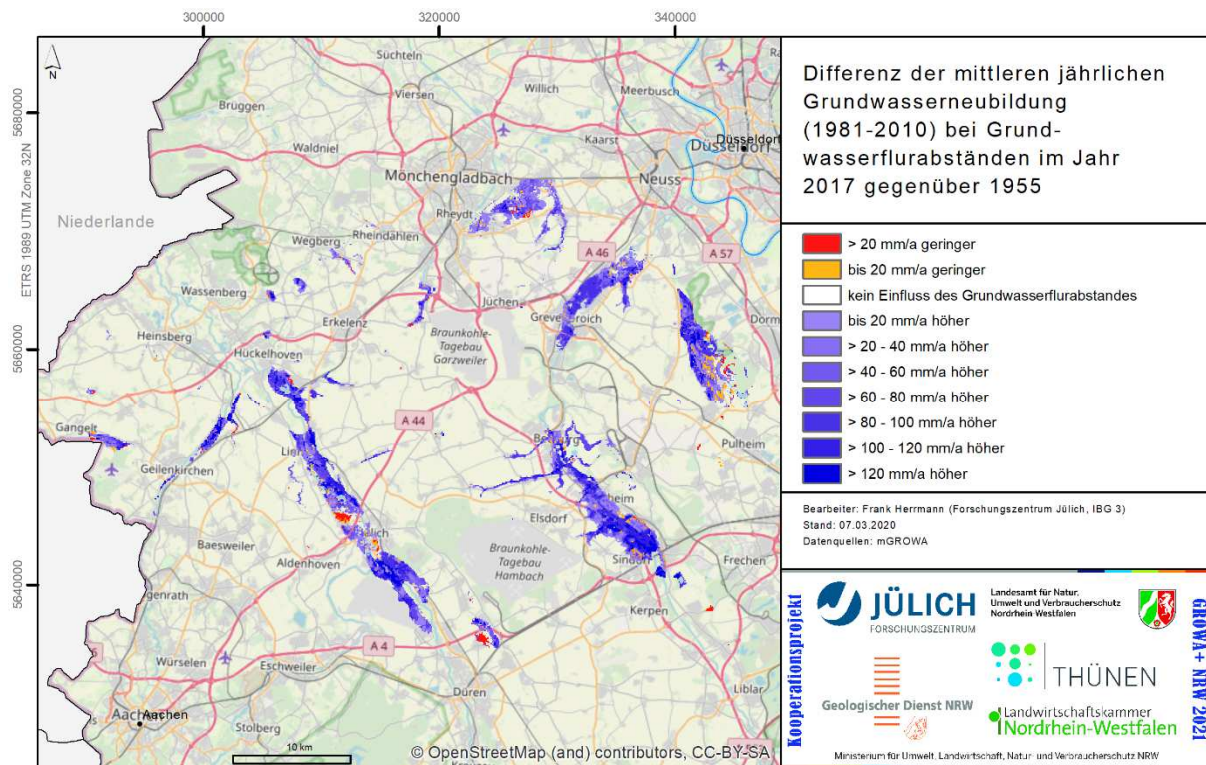 300000
320000
340000
5680000
5660000
5640000
ETRS 1989 UTM Zone 32N
N
Niederlande
Süchteln
Willich
Meerbusch
Brüggen
Viersen
Waldniel
Kaarst
Düsseldorf
Düsseldorf
Mönchengladbach
Neuss
Rheydt
Wegberg
Rheindahlen
A 46
A 57
Wassenberg
Jüchen
Erkelenz
Heinsberg
Braunkohle-
Tagebau
Garzweiler
Hückelhoven
A 44
Gangelt
Pulheim
Geilenkirchen
Elsdorf
Baesweiler
Aldenhoven
Braunkohle-
Tagebau
Hambach
Sindorf
Frechen
Kerpen
A 4
Würselen
Eschweiler
Düren
Liblar
Aachen
Stolberg
10 km
© OpenStreetMap (and) contributors, CC-BY-SA
Differenz der mittleren jährlichen
Grundwasserneubildung
(1981-2010) bei Grund-
wasserflurabständen im Jahr
2017 gegenüber 1955
> 20 mm/a geringer
bis 20 mm/a geringer
kein Einfluss des Grundwasserflurabstandes
bis 20 mm/a höher
> 20 - 40 mm/a höher
> 40 - 60 mm/a höher
> 60 - 80 mm/a höher
> 80 - 100 mm/a höher
> 100 - 120 mm/a höher
> 120 mm/a höher
Bearbeiter: Frank Herrmann (Forschungszentrum Jülich, IBG 3)
Stand: 07.03.2020
Datenquellen: mGROWA
Kooperationsprojekt
JÜLICH
FORSCHUNGSZENTRUM
Landesamt für Natur,
Umwelt und Verbraucherschutz
Nordrhein-Westfalen
THÜNEN
Geologischer Dienst NRW
Landwirtschaftskammer
Nordrhein-Westfalen
GROWA+ NRW 2021
Ministerium für Umwelt, Landwirtschaft, Natur- und Verbraucherschutz NRW